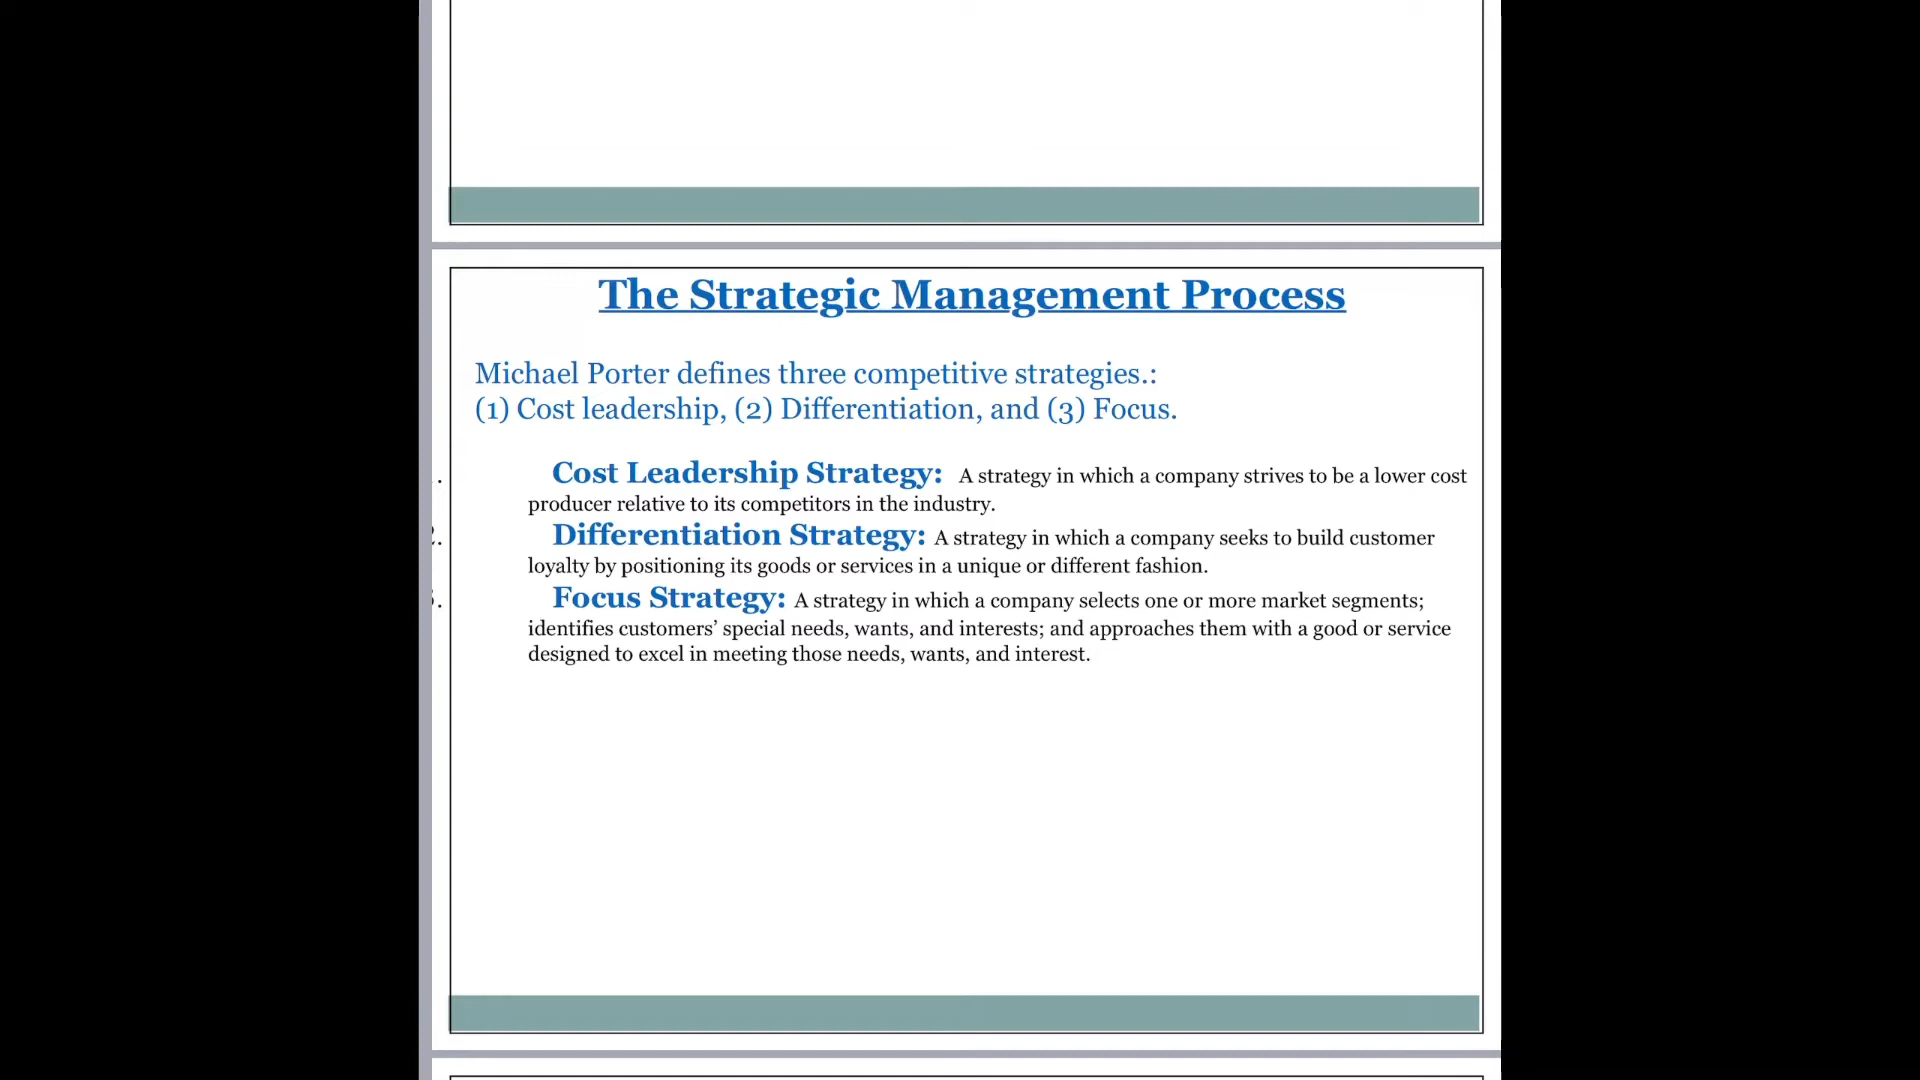 The Strategic Management Process
Michael Porter defines three competitive strategies.:
(1) Cost leadership, (2) Differentiation, and (3) Focus.
. Cost Leadership Strategy: A strategy in which a company strives to be a lower cost
producer relative to its competitors in the industry.
2. Differentiation Strategy: A strategy in which a company seeks to build customer
loyalty by positioning its goods or services in a unique or different fashion.
3. Focus Strategy: A strategy in which a company selects one or more market segments;
identifies customers’ special needs, wants, and interests; and approaches them with a good or service
designed to excel in meeting those needs, wants, and interest.